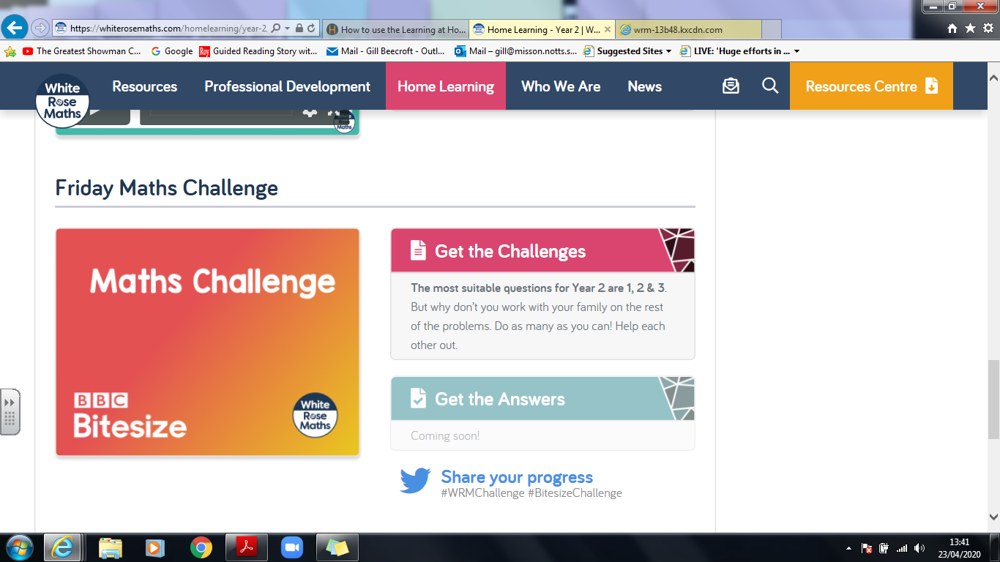 https://whiterosemaths.com/homelearning/year-2,
How to use the Learning at Ho...
Home Learning - Year 2 | W...
wrm-13b48.kxcdn.com
The Greatest Showman C...
Google
Roy
Guided Reading Story wit...
Mail - Gill Beecroft - Outl...
Mail – gill@misson.notts.s...
Suggested Sites
LIVE: 'Huge efforts in ...
White
Rose
Maths
Resources
Professional Development
Home Learning
Who We Are
News
Resources Centre
Friday Maths Challenge
Maths Challenge
BBC
Bitesize
White
Rose
Maths
Get the Challenges
The most suitable questions for Year 2 are 1, 2 & 3.
But why don't you work with your family on the rest
of the problems. Do as many as you can! Help each
other out.
Get the Answers
Coming soon!
Share your progress
#WRMChallenge #BitesizeChallenge
13:41
23/04/2020